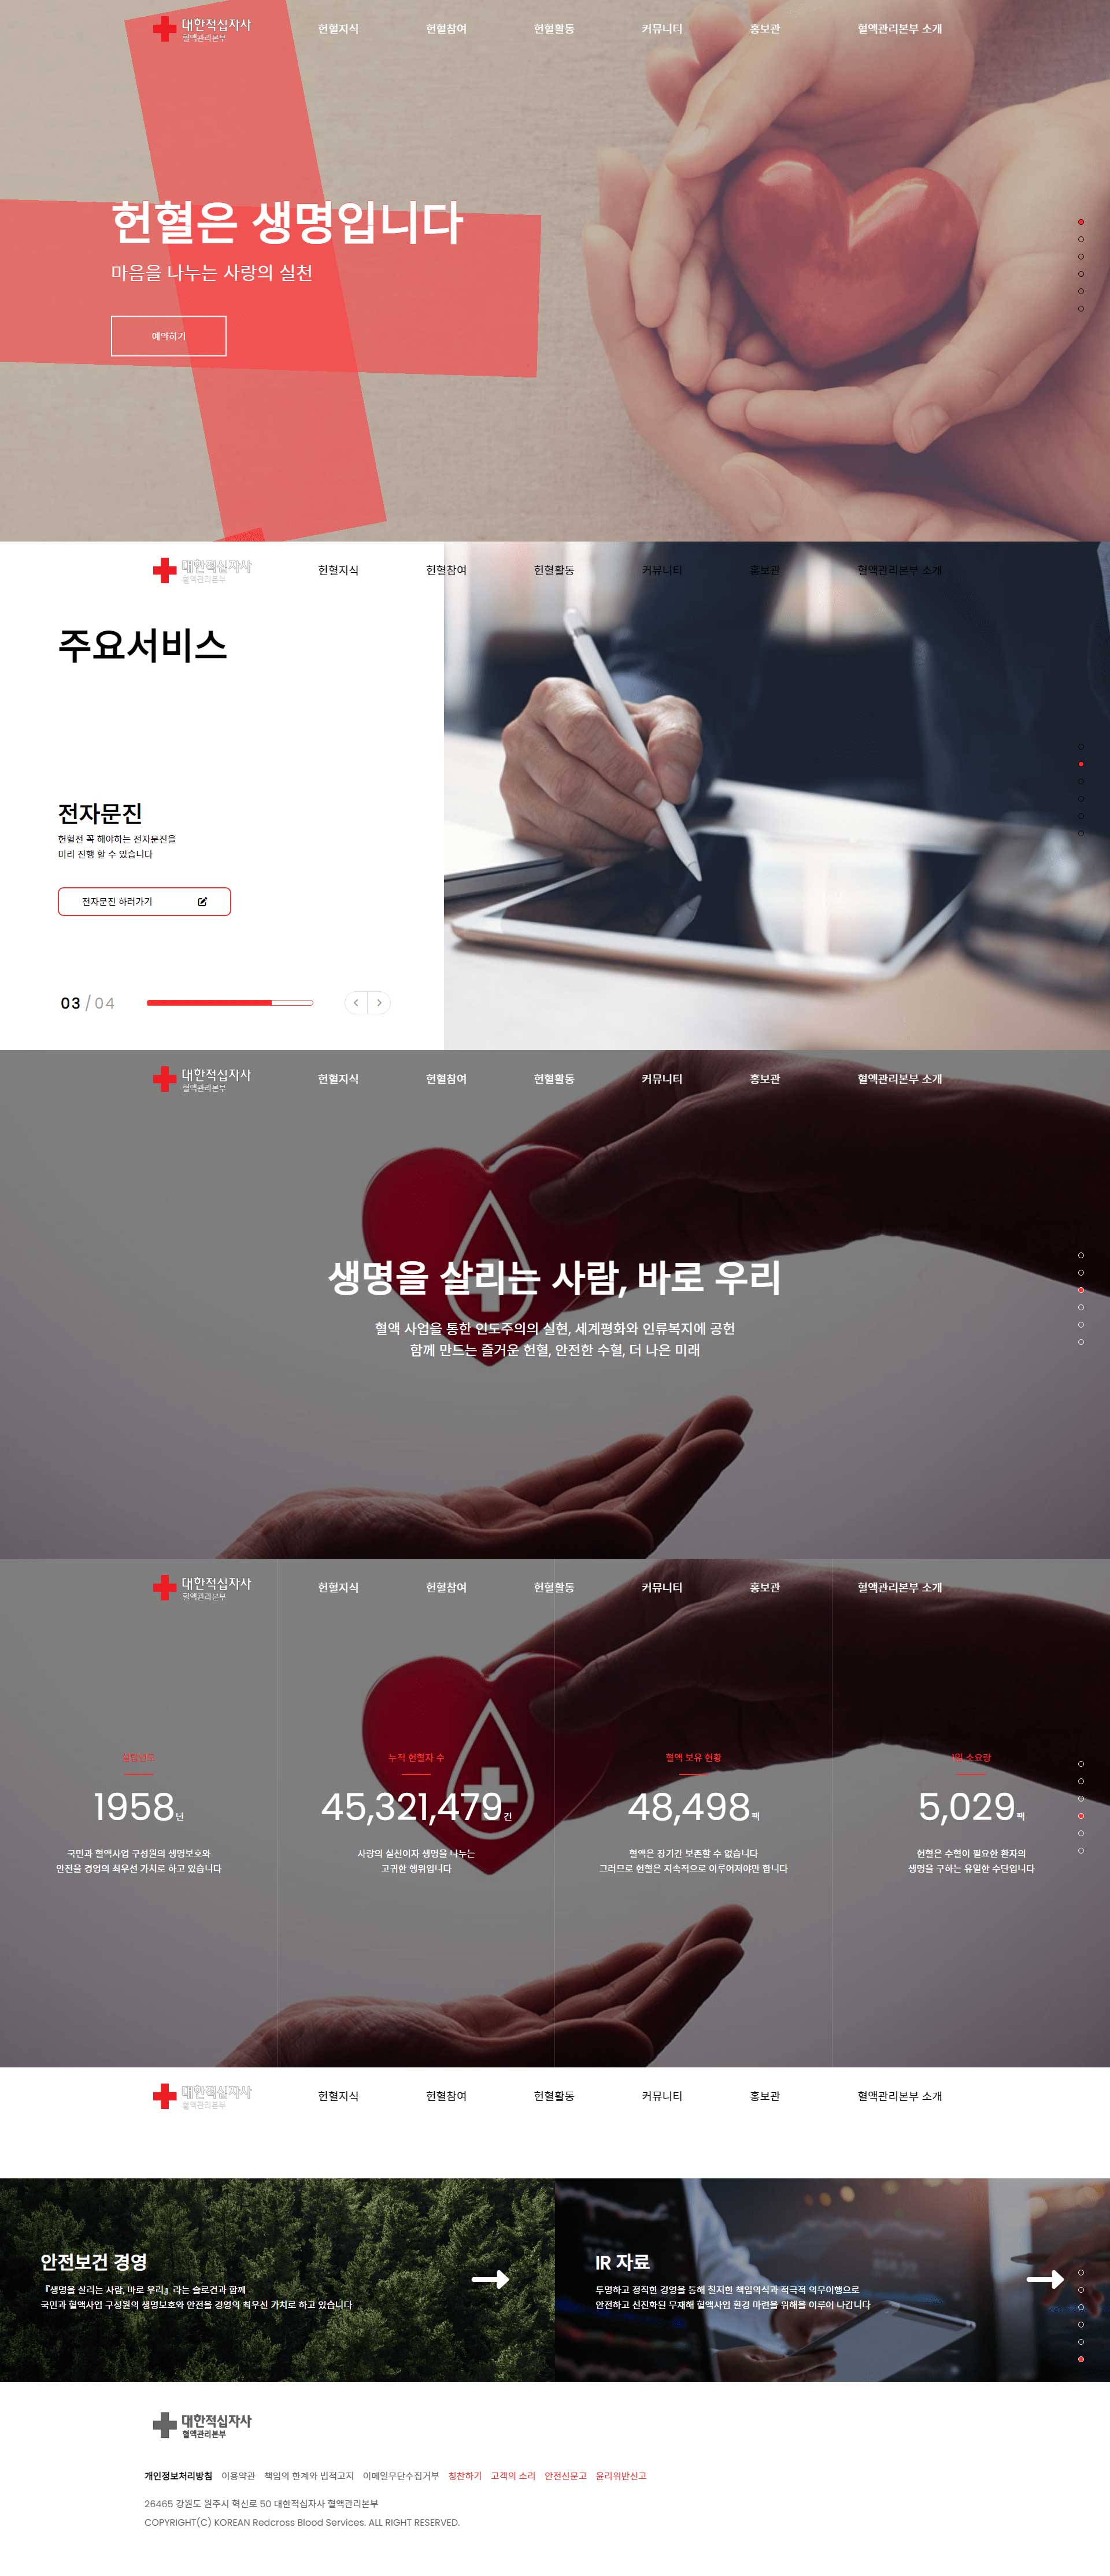 대한적십자사
혈액관리본부
헌혈지식 헌혈참여 헌혈활동 커뮤니티 홍보관 혈액관리본부 소개
헌혈은 생명입니다
마음을 나누는 사랑의 실천
예약하기
대한적십자사
혈액관리본부
헌혈지식 헌혈참여 헌혈활동 커뮤니티 홍보관 혈액관리본부 소개
주요서비스
전자문진
헌혈전 꼭 해야하는 전자문진을
미리 진행 할 수 있습니다
전자문진 하러가기
03 / 04
대한적십자사
혈액관리본부
헌혈지식 헌혈참여 헌혈활동 커뮤니티 홍보관 혈액관리본부 소개
생명을 살리는 사람, 바로 우리
혈액 사업을 통한 인도주의의 실현, 세계평화와 인류복지에 공헌
함께 만드는 즐거운 헌혈, 안전한 수혈, 더 나은 미래
대한적십자사
혈액관리본부
헌혈지식 헌혈참여 헌혈활동 커뮤니티 홍보관 혈액관리본부 소개
설립년도
1958년
국민과 혈액사업 구성원의 생명보호와
안전을 경영의 최우선 가치로 하고 있습니다
누적 헌혈자 수
45,321,479건
사랑의 실천이자 생명을 나누는
고귀한 행위입니다
혈액 보유 현황
48,498팩
혈액은 장기간 보존할 수 없습니다
그러므로 헌혈은 지속적으로 이루어져야만 합니다
1일 소요량
5,029팩
헌혈은 수혈이 필요한 환자의
생명을 구하는 유일한 수단입니다
대한적십자사
혈액관리본부
헌혈지식 헌혈참여 헌혈활동 커뮤니티 홍보관 혈액관리본부 소개
안전보건 경영
『생명을 살리는 사람, 바로 우리』라는 슬로건과 함께
국민과 혈액사업 구성원의 생명보호와 안전을 경영의 최우선 가치로 하고 있습니다
IR 자료
투명하고 정직한 경영을 통해 철저한 책임의식과 적극적 의무이행으로
안전하고 선진화된 무재해 혈액사업 환경 마련을 위해을 이루어 나갑니다
대한적십자사
혈액관리본부
개인정보처리방침 이용약관 책임의 한계와 법적고지 이메일무단수집거부 칭찬하기 고객의 소리 안전신문고 윤리위반신고
26465 강원도 원주시 혁신로 50 대한적십자사 혈액관리본부
COPYRIGHT(C) KOREAN Redcross Blood Services. ALL RIGHT RESERVED.